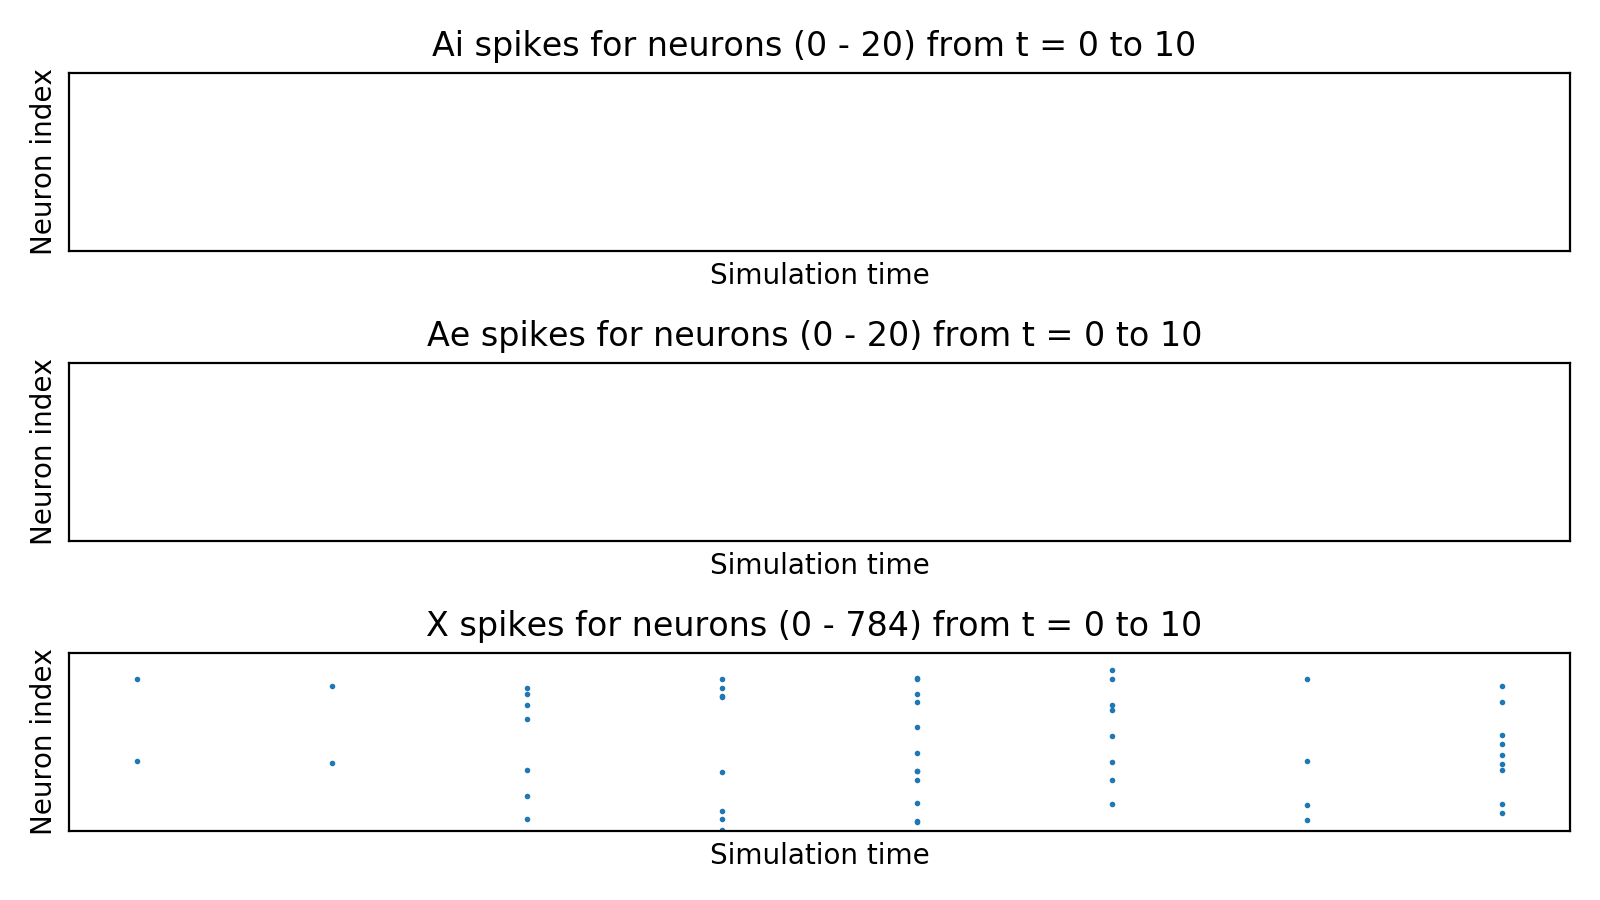 Ai spikes for neurons (0 - 20) from t = 0 to 10
Neuron index
Simulation time
Ae spikes for neurons (0 - 20) from t = 0 to 10
Neuron index
Simulation time
X spikes for neurons (0 - 784) from t = 0 to 10
Neuron index
Simulation time